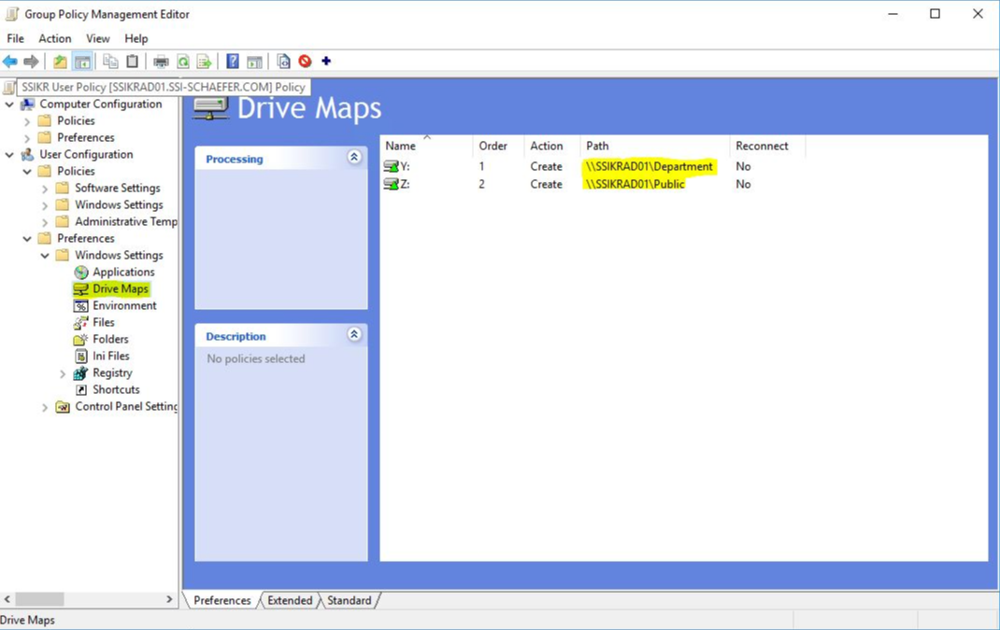 Group Policy Management Editor
File Action View Help
SSIKR User Policy [SSIKRAD01.SSI-SCHAEFER.COM] Policy
Computer Configuration
Policies
Preferences
User Configuration
Policies
Software Settings
Windows Settings
Administrative Temp
Preferences
Windows Settings
Applications
Drive Maps
Environment
Files
Folders
Ini Files
Registry
Shortcuts
Control Panel Setting
Drive Maps
Processing
Description
No policies selected
Name Order Action Path Reconnect
Y: 1 Create \\SSIKRAD01\Department No
Z: 2 Create \\SSIKRAD01\Public No
Preferences Extended Standard
Drive Maps